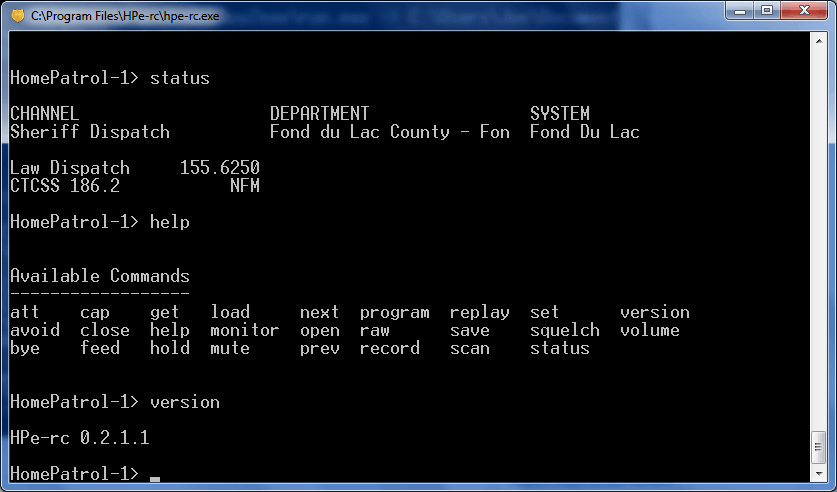 C:\Program Files\HPe-rc\hpe-rc.exe
HomePatrol-1> status
CHANNEL DEPARTMENT SYSTEM
Sheriff Dispatch Fond du Lac County - Fon Fond Du Lac
Law Dispatch 155.6250
CTCSS 186.2 NFM
HomePatrol-1> help
Available Commands
------------------
att cap get load next program replay set version
avoid close help monitor open raw save squelch volume
bye feed hold mute prev record scan status
HomePatrol-1> version
HPe-rc 0.2.1.1
HomePatrol-1> _